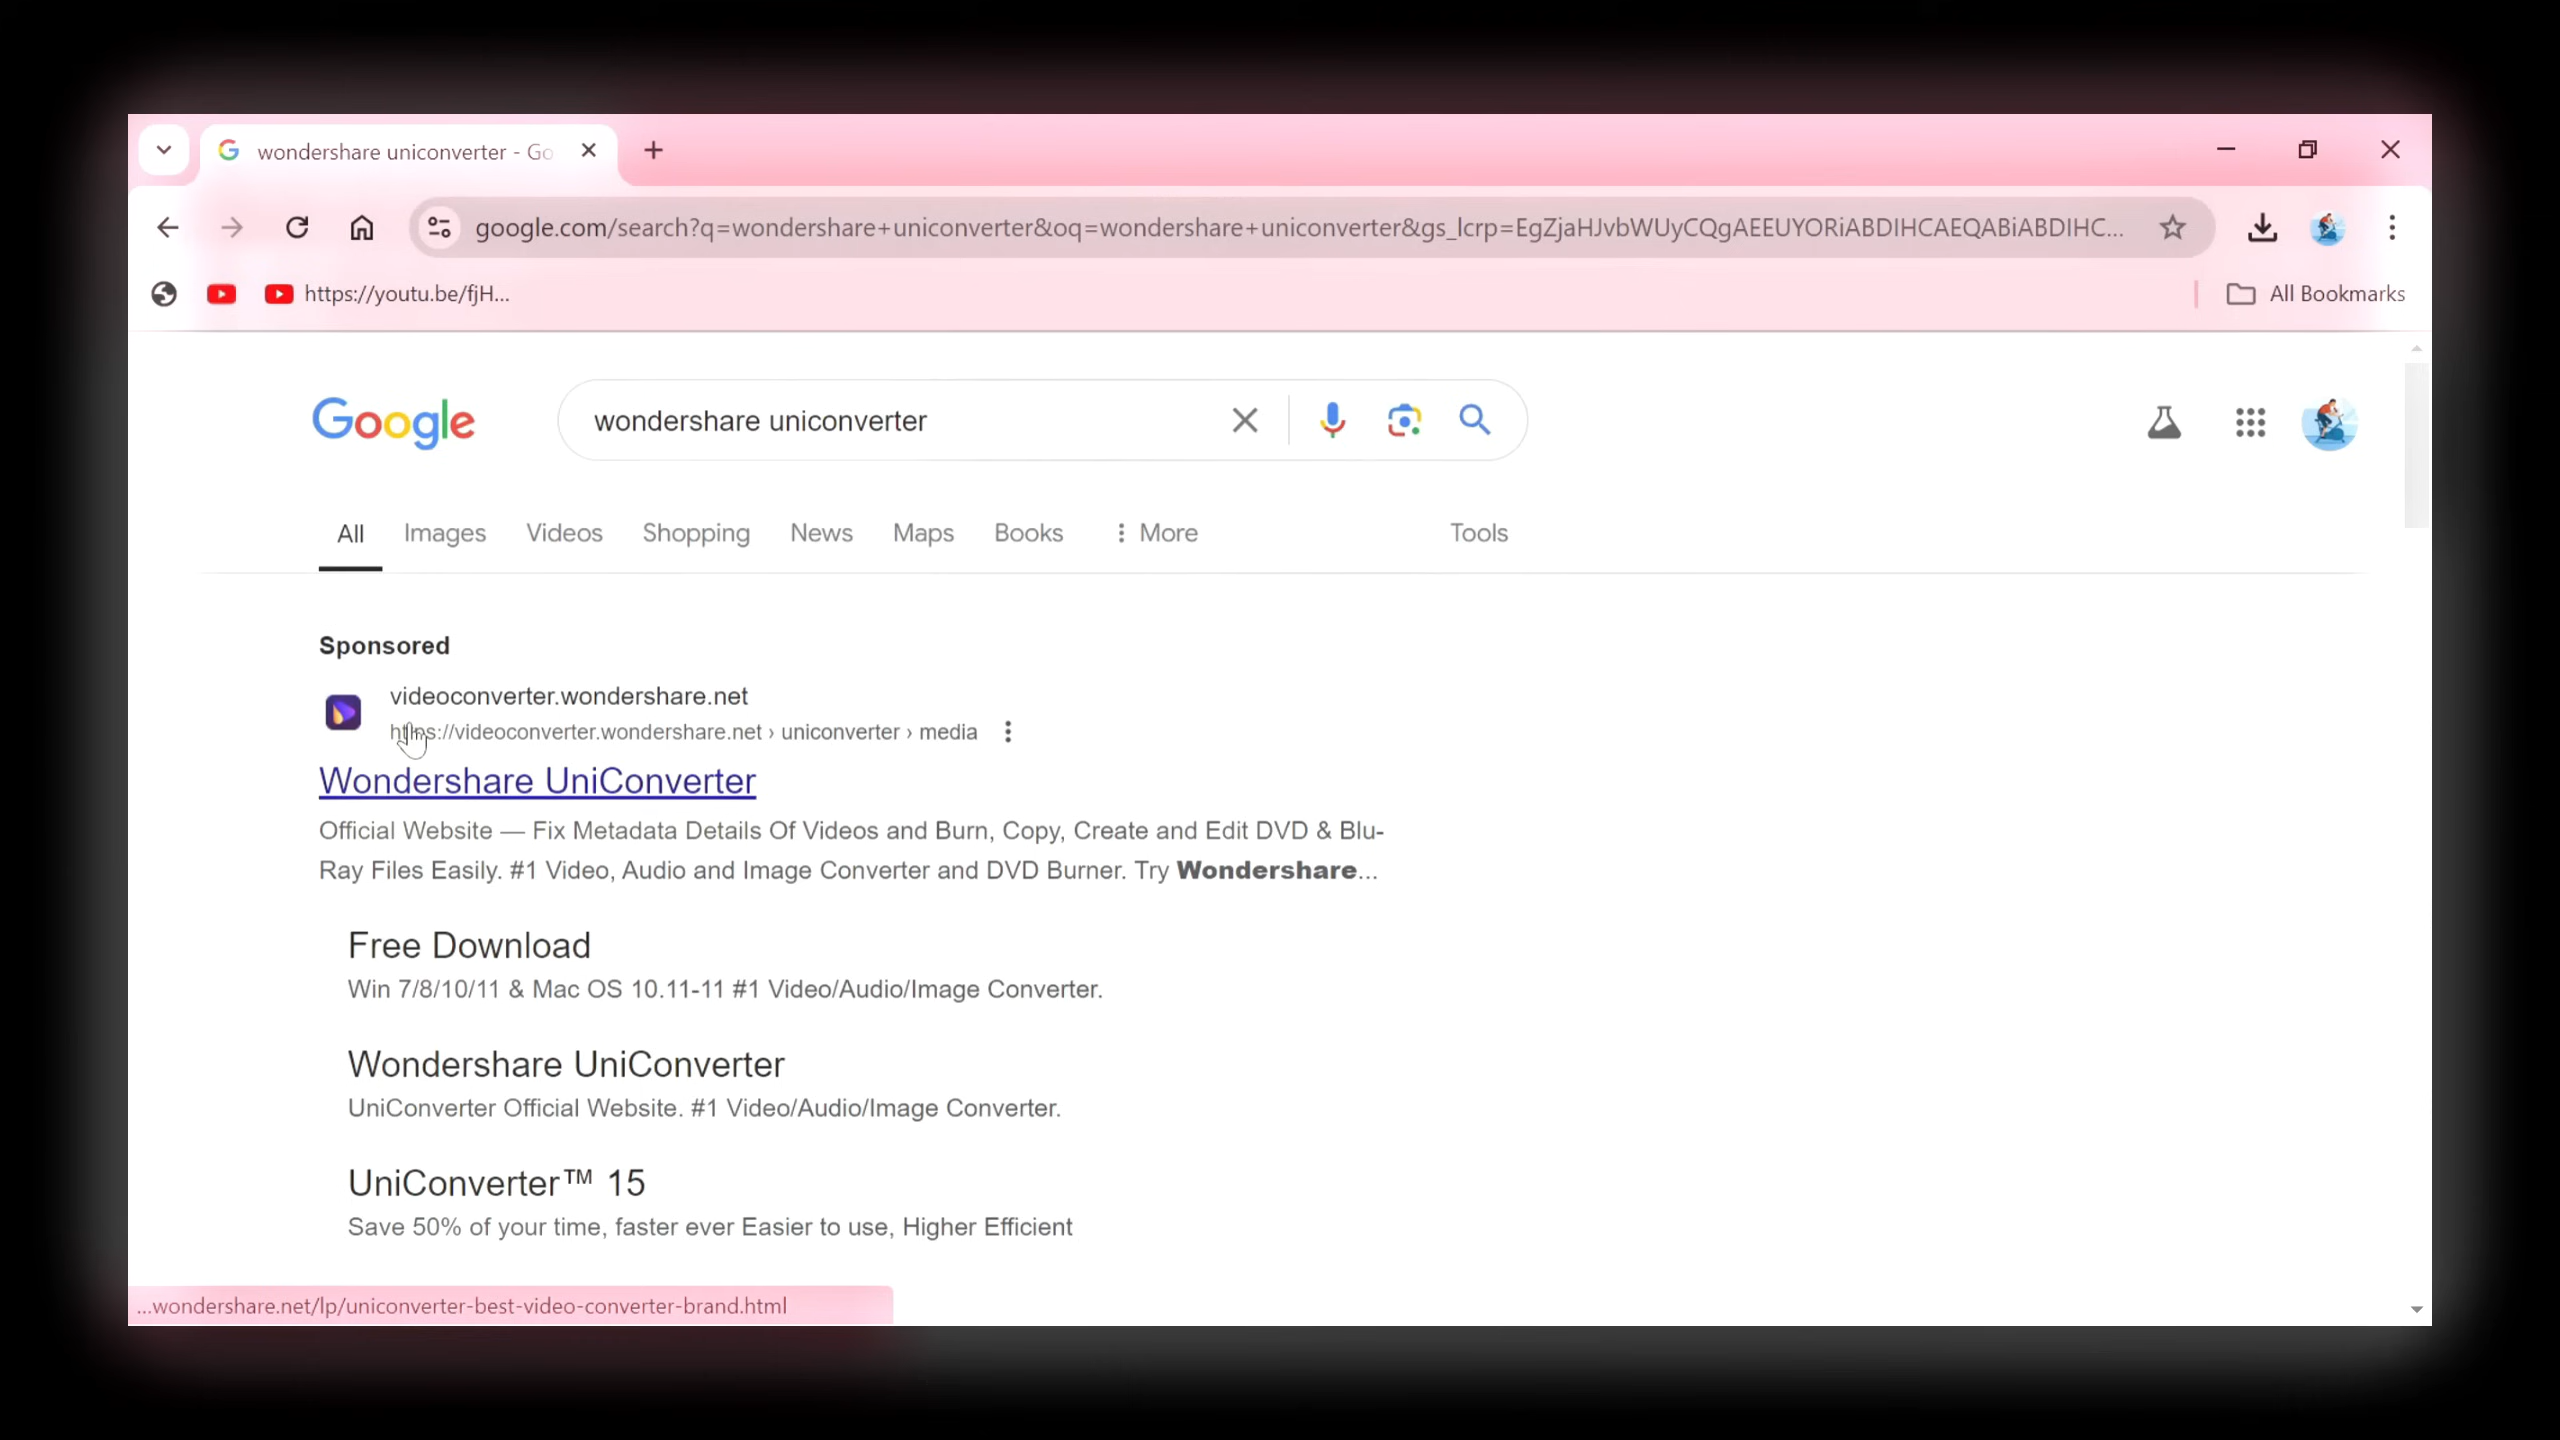 wondershare uniconverter - Go
google.com/search?q=wondershare+uniconverter&oq=wondershare+uniconverter&gs_lcrp=EgZjaHJvbWUyCQgAEEUYORiABDIHCAEQABiABDIHC...
https://youtu.be/fjH...
All Bookmarks
Google
wondershare uniconverter
All Images Videos Shopping News Maps Books More Tools
Sponsored
videoconverter.wondershare.net
https://videoconverter.wondershare.net › uniconverter › media
Wondershare UniConverter
Official Website — Fix Metadata Details Of Videos and Burn, Copy, Create and Edit DVD & Blu-
Ray Files Easily. #1 Video, Audio and Image Converter and DVD Burner. Try Wondershare...
Free Download
Win 7/8/10/11 & Mac OS 10.11-11 #1 Video/Audio/Image Converter.
Wondershare UniConverter
UniConverter Official Website. #1 Video/Audio/Image Converter.
UniConverter™ 15
Save 50% of your time, faster ever Easier to use, Higher Efficient
...wondershare.net/lp/uniconverter-best-video-converter-brand.html